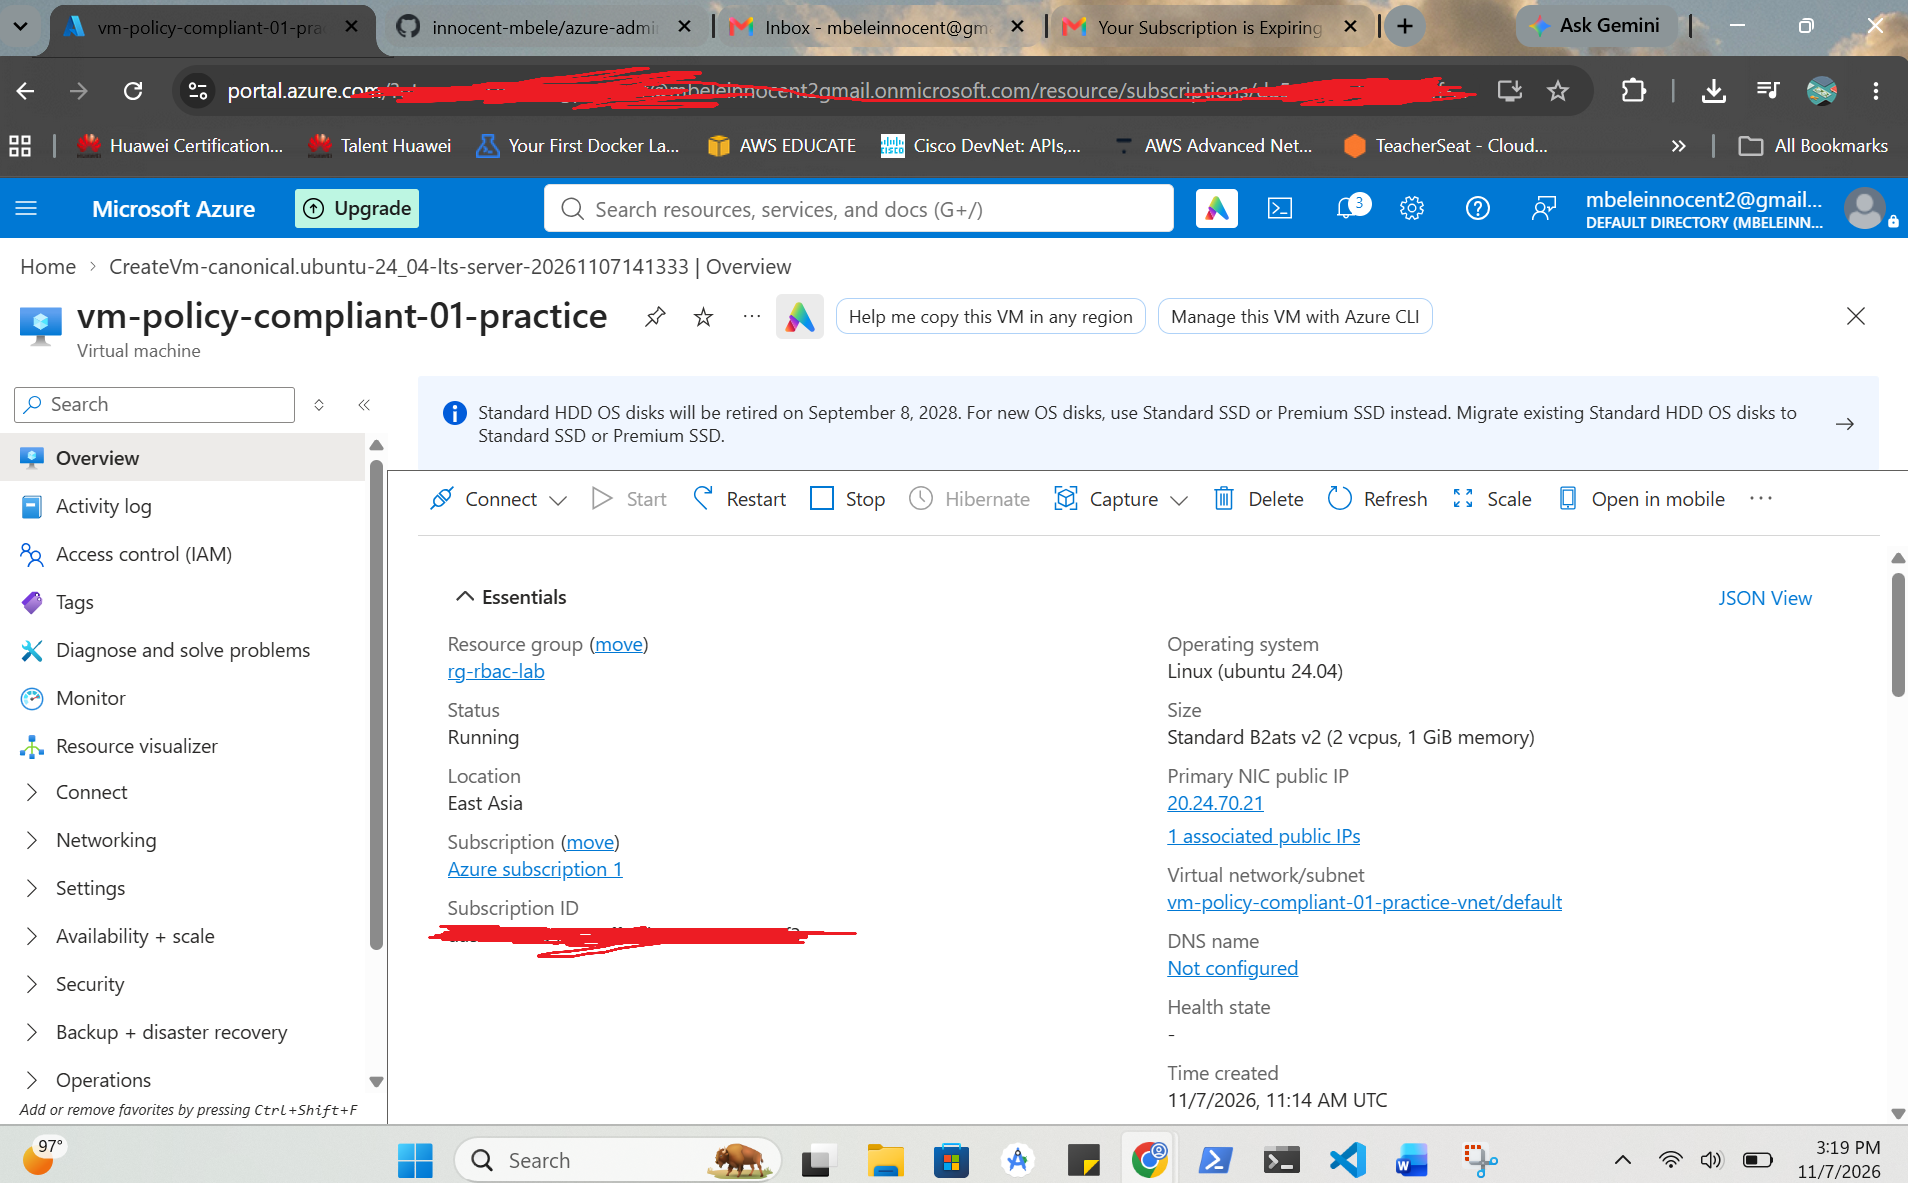 vm-policy-compliant-01-pra
innocent-mbele/azure-admi
Inbox - mbeleinnocent@gm
Your Subscription is Expiring
Ask Gemini
portal.azure.com/
mbeleinnocent2gmail.onmicrosoft.com/resource/subscriptions/
Huawei Certification...
Talent Huawei
Your First Docker La...
AWS EDUCATE
Cisco DevNet: APIs,...
AWS Advanced Net...
TeacherSeat - Cloud...
All Bookmarks
Microsoft Azure
Upgrade
Search resources, services, and docs (G+/)
3
mbeleinnocent2@gmail...
DEFAULT DIRECTORY (MBELEINN...
Home > CreateVm-canonical.ubuntu-24_04-lts-server-20261107141333 | Overview
vm-policy-compliant-01-practice
Virtual machine
Help me copy this VM in any region
Manage this VM with Azure CLI
Search
Standard HDD OS disks will be retired on September 8, 2028. For new OS disks, use Standard SSD or Premium SSD instead. Migrate existing Standard HDD OS disks to
Standard SSD or Premium SSD.
Overview
Activity log
Access control (IAM)
Tags
Diagnose and solve problems
Monitor
Resource visualizer
Connect
Networking
Settings
Availability + scale
Security
Backup + disaster recovery
Operations
Add or remove favorites by pressing Ctrl+Shift+F
Connect
Start
Restart
Stop
Hibernate
Capture
Delete
Refresh
Scale
Open in mobile
Essentials
JSON View
Resource group (move)
rg-rbac-lab
Status
Running
Location
East Asia
Subscription (move)
Azure subscription 1
Subscription ID
Operating system
Linux (ubuntu 24.04)
Size
Standard B2ats v2 (2 vcpus, 1 GiB memory)
Primary NIC public IP
20.24.70.21
1 associated public IPs
Virtual network/subnet
vm-policy-compliant-01-practice-vnet/default
DNS name
Not configured
Health state
-
Time created
11/7/2026, 11:14 AM UTC
97°
Search
3:19 PM
11/7/2026